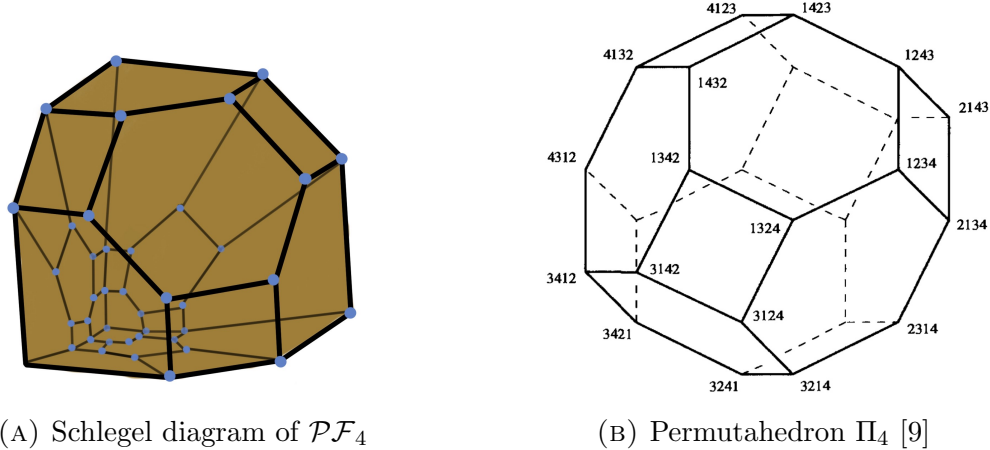 4123 1423
4132 1243
1432
2143
4312 1342 1234
1324 2134
3412 3142
3421 3124 2314
3241 3214
(A) Schlegel diagram of 𝒫ℱ₄ (B) Permutahedron Π₄ [9]